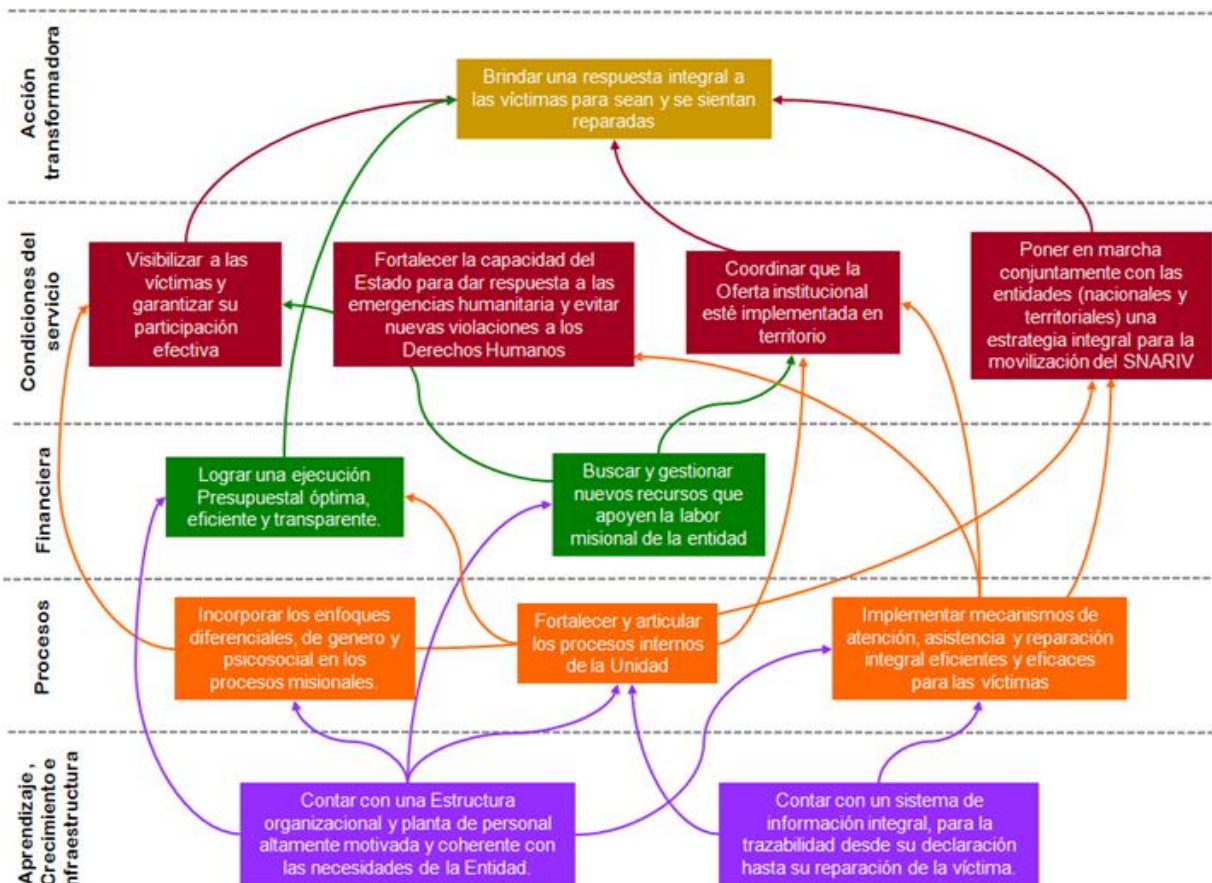 Acción
transformadora
Brindar una respuesta integral a
las víctimas para sean y se sientan
reparadas
Condiciones del
servicio
Visibilizar a las
víctimas y
garantizar su
participación
efectiva
Fortalecer la capacidad del
Estado para dar respuesta a las
emergencias humanitaria y evitar
nuevas violaciones a los
Derechos Humanos
Coordinar que la
Oferta institucional
esté implementada en
territorio
Poner en marcha
conjuntamente con las
entidades (nacionales y
territoriales) una
estrategia integral para la
movilización del SNARIV
Financiera
Lograr una ejecución
Presupuestal óptima,
eficiente y transparente.
Buscar y gestionar
nuevos recursos que
apoyen la labor
misional de la entidad
Procesos
Incorporar los enfoques
diferenciales, de genero y
psicosocial en los
procesos misionales.
Fortalecer y articular
los procesos internos
de la Unidad
Implementar mecanismos de
atención, asistencia y reparación
integral eficientes y eficaces
para las víctimas
Aprendizaje,
Crecimiento e
nfraestructura
Contar con una Estructura
organizacional y planta de personal
altamente motivada y coherente con
las necesidades de la Entidad.
Contar con un sistema de
información integral, para la
trazabilidad desde su declaración
hasta su reparación de la víctima.